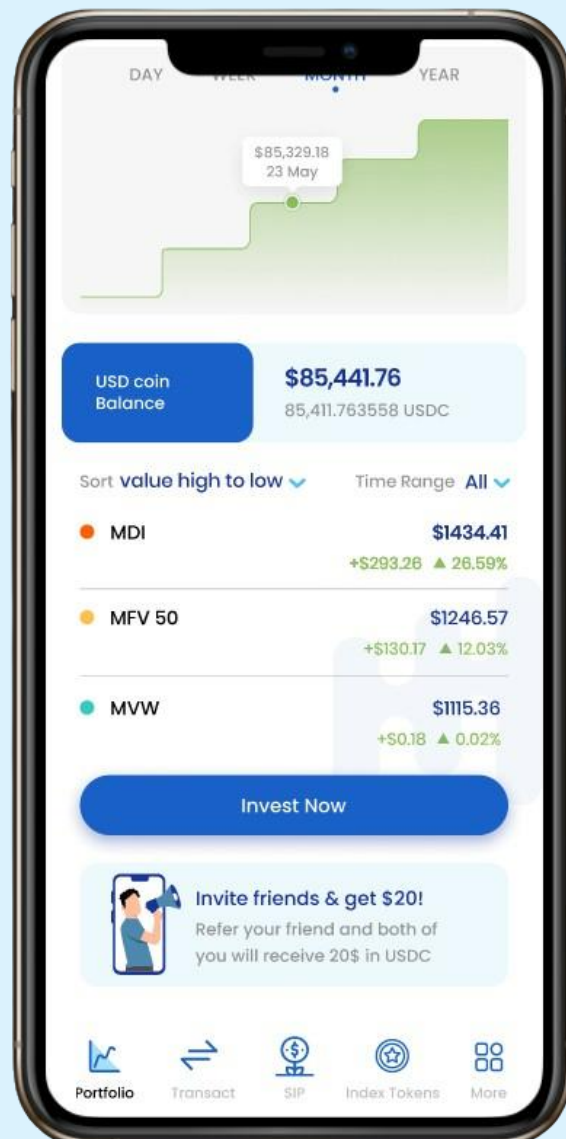 DAY WEEK MONTH YEAR
$85,329.18
23 May
USD coin
Balance
$85,441.76
85,411.763558 USDC
Sort value high to low Time Range All
MDI $1434.41
+$293.26 ▲ 26.59%
MFV 50 $1246.57
+$130.17 ▲ 12.03%
MVW $1115.36
+$0.18 ▲ 0.02%
Invest Now
Invite friends & get $20!
Refer your friend and both of
you will receive 20$ in USDC
Portfolio Transact SIP Index Tokens More